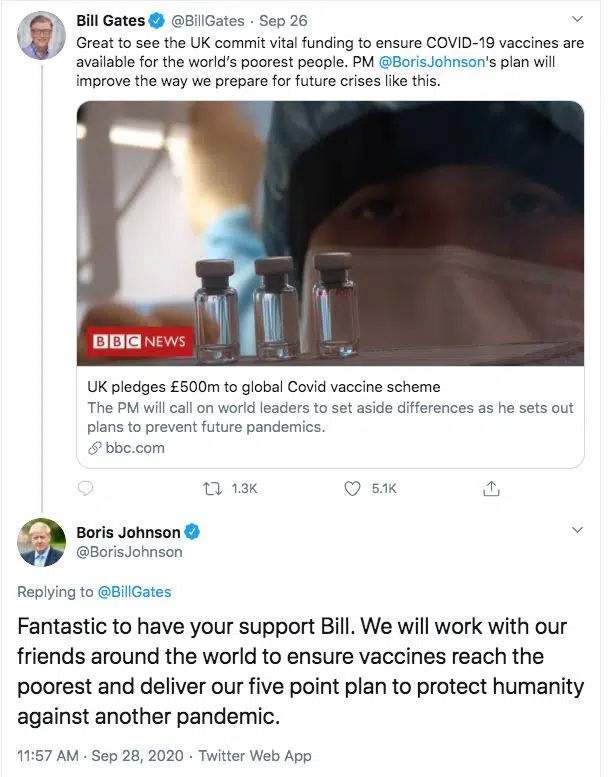 Bill Gates @BillGates · Sep 26
Great to see the UK commit vital funding to ensure COVID-19 vaccines are
available for the world's poorest people. PM @BorisJohnson's plan will
improve the way we prepare for future crises like this.
BBC NEWS
UK pledges £500m to global Covid vaccine scheme
The PM will call on world leaders to set aside differences as he sets out
plans to prevent future pandemics.
bbc.com
1.3K 5.1K
Boris Johnson
@BorisJohnson
Replying to @BillGates
Fantastic to have your support Bill. We will work with our
friends around the world to ensure vaccines reach the
poorest and deliver our five point plan to protect humanity
against another pandemic.
11:57 AM · Sep 28, 2020 · Twitter Web App